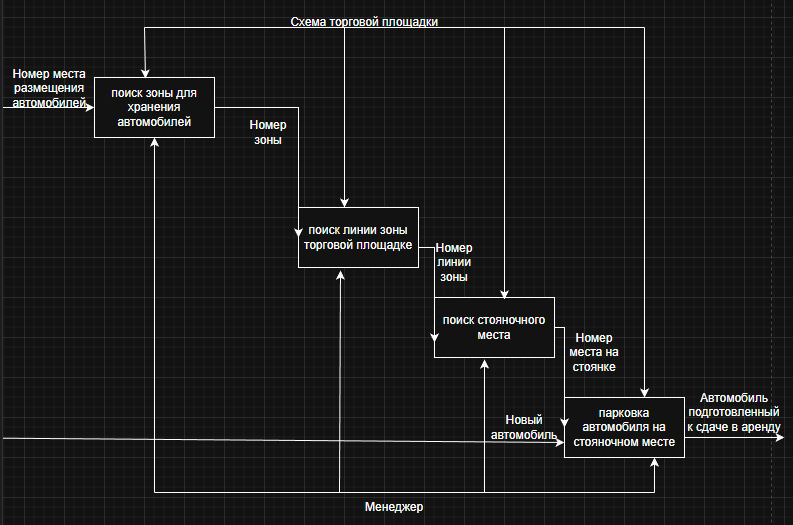 Схема торговой площадки
Номер места
размещения
автомобилей
поиск зоны для
хранения
автомобилей
Номер
зоны
поиск линии зоны
торговой площадке
Номер
линии
зоны
поиск стояночного
места
Номер
места на
стоянке
Новый
автомобиль
парковка
автомобиля на
стояночном месте
Автомобиль
подготовленный
к сдаче в аренду
Менеджер